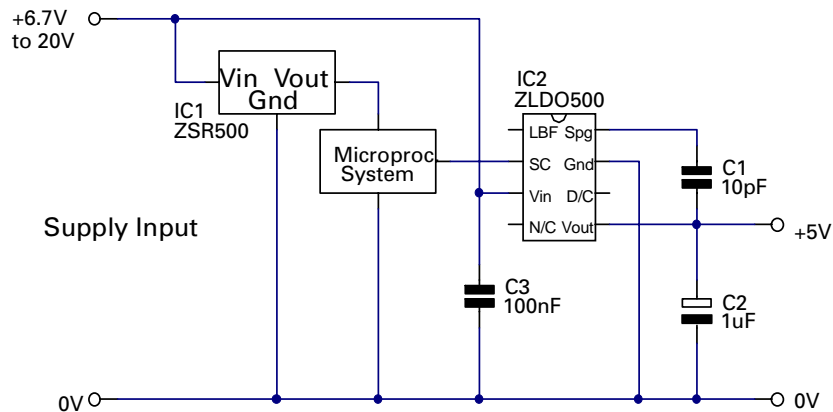 +6.7V
to 20V
Vin Vout
Gnd
IC1
ZSR500
Microproc
System
IC2
ZLDO500
LBF Spg
SC Gnd
Vin D/C
N/C Vout
C1
10pF
Supply Input
+5V
C3
100nF
C2
1uF
0V
0V